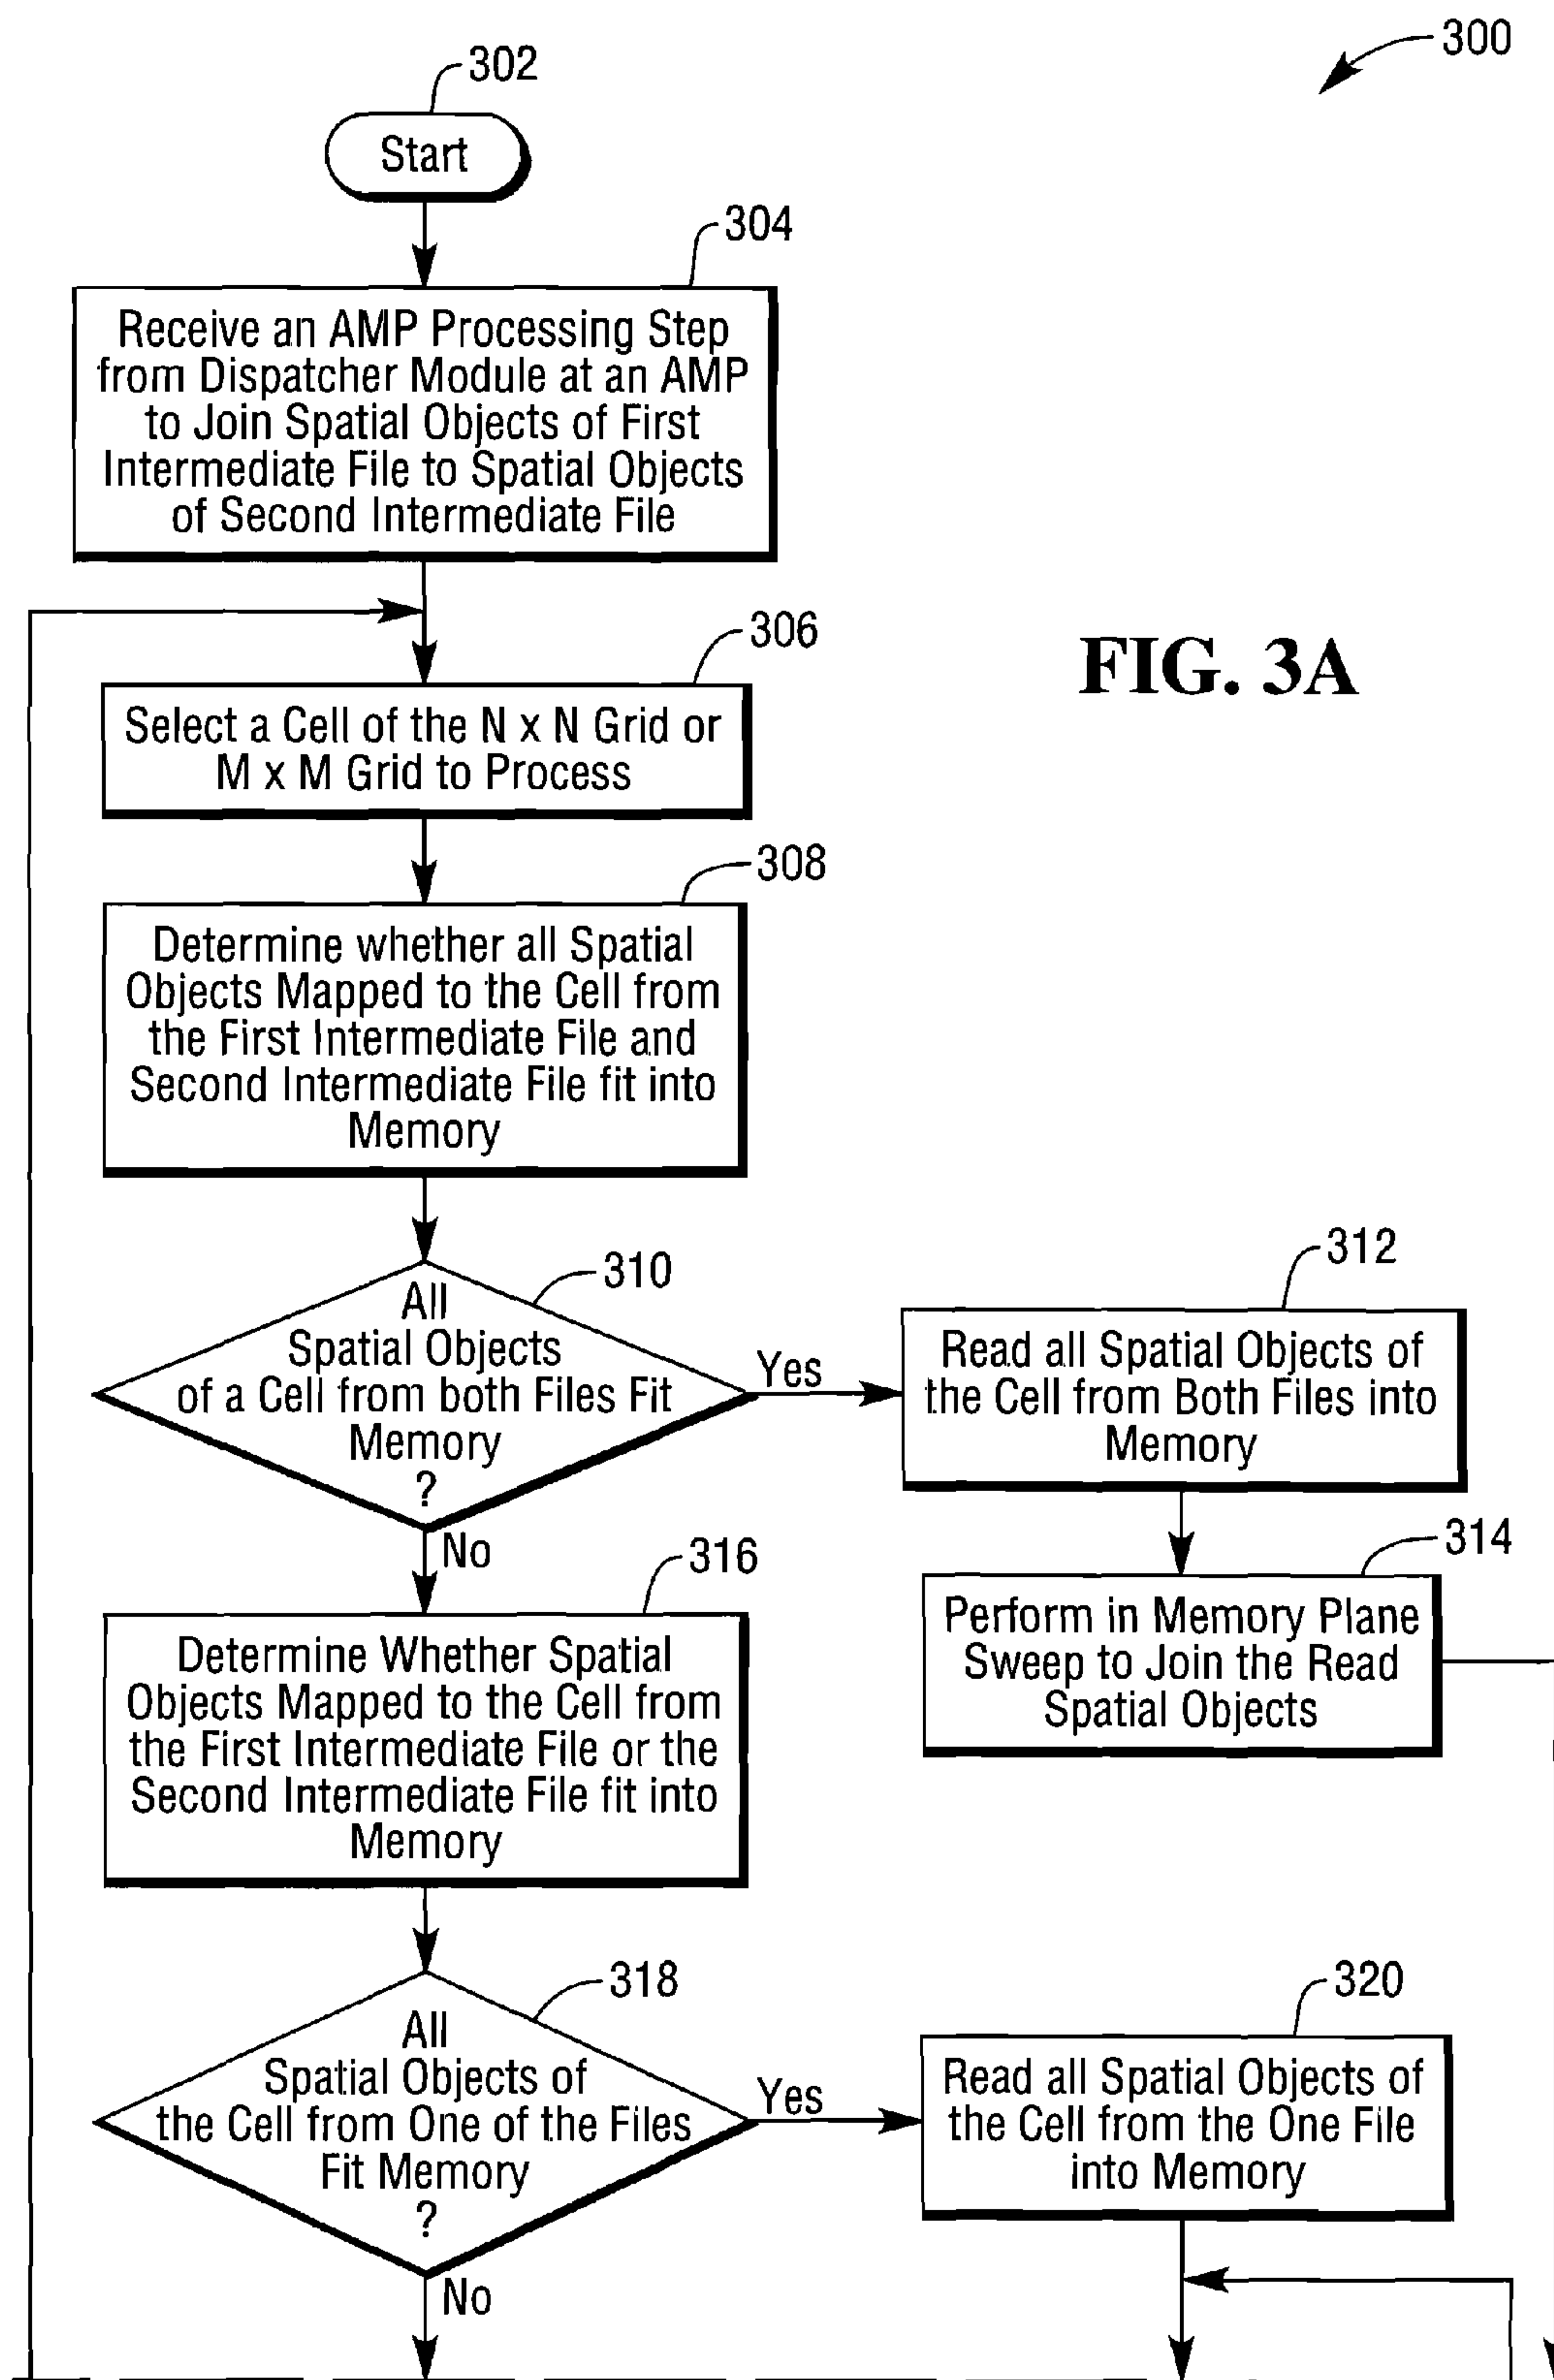 300
302
Start
304
Receive an AMP Processing Step
from Dispatcher Module at an AMP
to Join Spatial Objects of First
Intermediate File to Spatial Objects
of Second Intermediate File
FIG. 3A
306
Select a Cell of the N x N Grid or
M x M Grid to Process
308
Determine whether all Spatial
Objects Mapped to the Cell from
the First Intermediate File and
Second Intermediate File fit into
Memory
310
All
Spatial Objects
of a Cell from both Files Fit
Memory
?
Yes
No
312
Read all Spatial Objects of
the Cell from Both Files into
Memory
314
Perform in Memory Plane
Sweep to Join the Read
Spatial Objects
316
Determine Whether Spatial
Objects Mapped to the Cell from
the First Intermediate File or the
Second Intermediate File fit into
Memory
318
All
Spatial Objects of
the Cell from One of the Files
Fit Memory
?
Yes
No
320
Read all Spatial Objects of
the Cell from the One File
into Memory